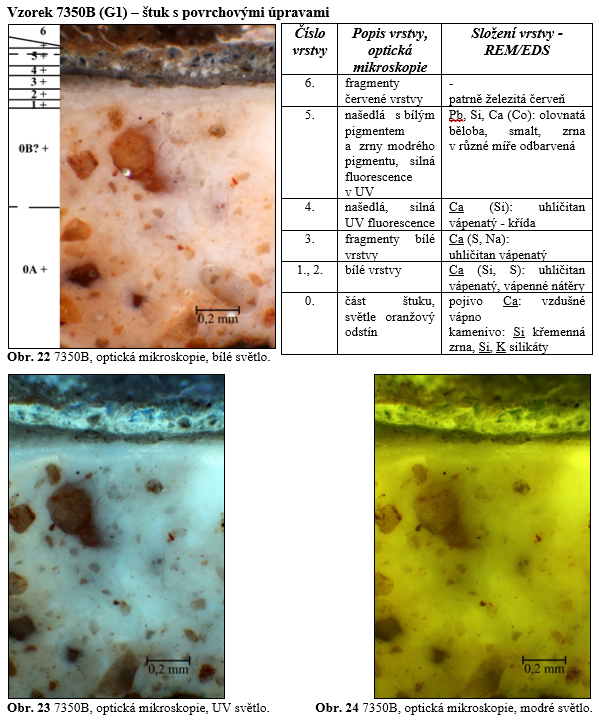 Vzorek 7350B (G1) – štuk s povrchovými úpravami
6
+
5 +
4 +
3 +
2 +
1 +
0B? +
0A +
0,2 mm
Obr. 22 7350B, optická mikroskopie, bílé světlo.
Číslo
vrstvy
Popis vrstvy,
optická
mikroskopie
Složení vrstvy -
REM/EDS
6.
fragmenty
červené vrstvy
-
patrně železitá červeň
5.
našedlá s bílým
pigmentem
a zrny modrého
pigmentu, silná
fluorescence
v UV
Pb, Si, Ca (Co): olovnatá
běloba, smalt, zrna
v různé míře odbarvená
4.
našedlá, silná
UV fluorescence
Ca (Si): uhličitan
vápenatý - křída
3.
fragmenty bílé
vrstvy
Ca (S, Na):
uhličitan vápenatý
1., 2.
bílé vrstvy
Ca (Si, S): uhličitan
vápenatý, vápenné nátěry
0.
část štuku,
světle oranžový
odstín
pojivo Ca: vzdušné
vápno
kamenivo: Si křemenná
zrna, Si, K silikáty
0,2 mm
Obr. 23 7350B, optická mikroskopie, UV světlo.
0,2 mm
Obr. 24 7350B, optická mikroskopie, modré světlo.